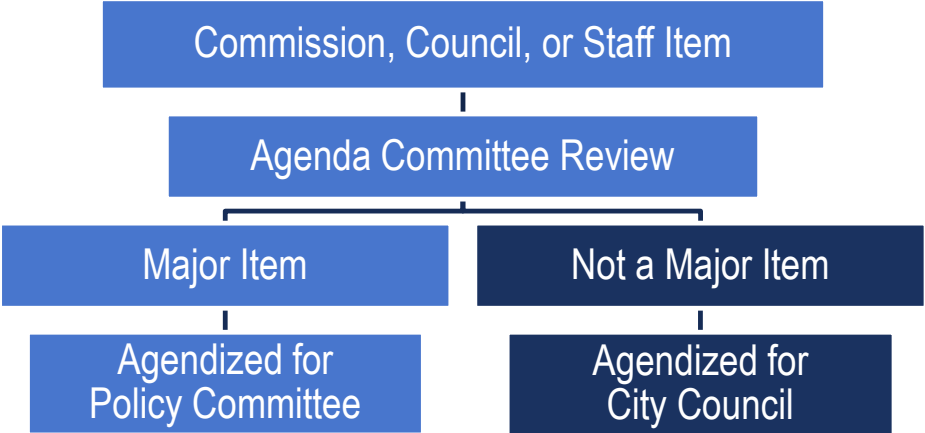 Commission, Council, or Staff Item
Agenda Committee Review
Major Item
Not a Major Item
Agendized for
Policy Committee
Agendized for
City Council